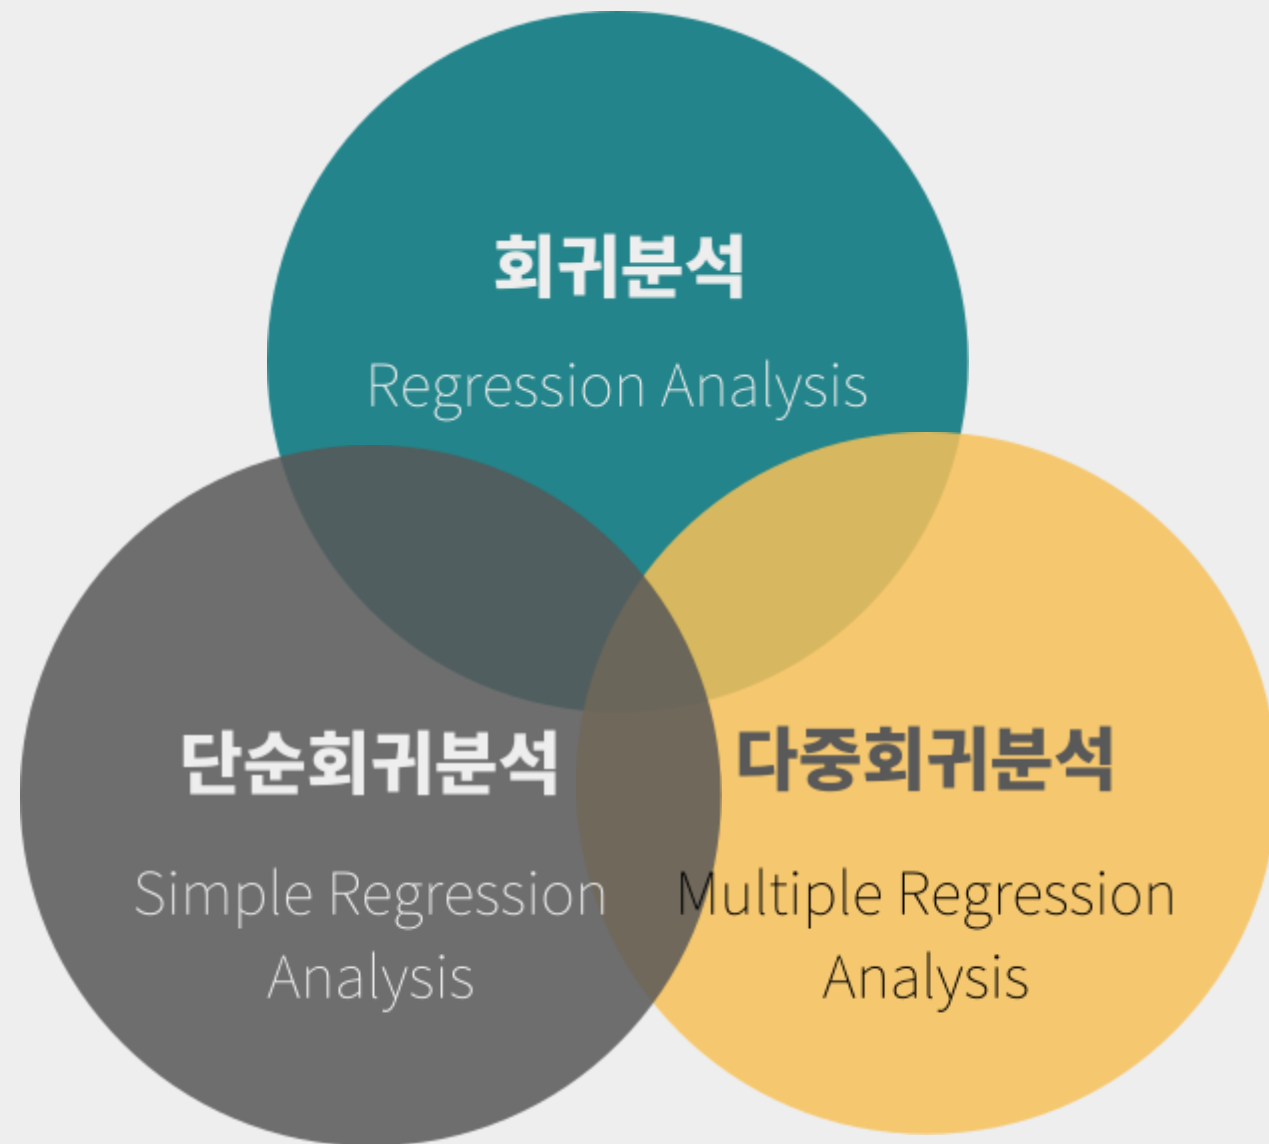 회귀분석
Regression Analysis
단순회귀분석
Simple Regression
Analysis
다중회귀분석
Multiple Regression
Analysis